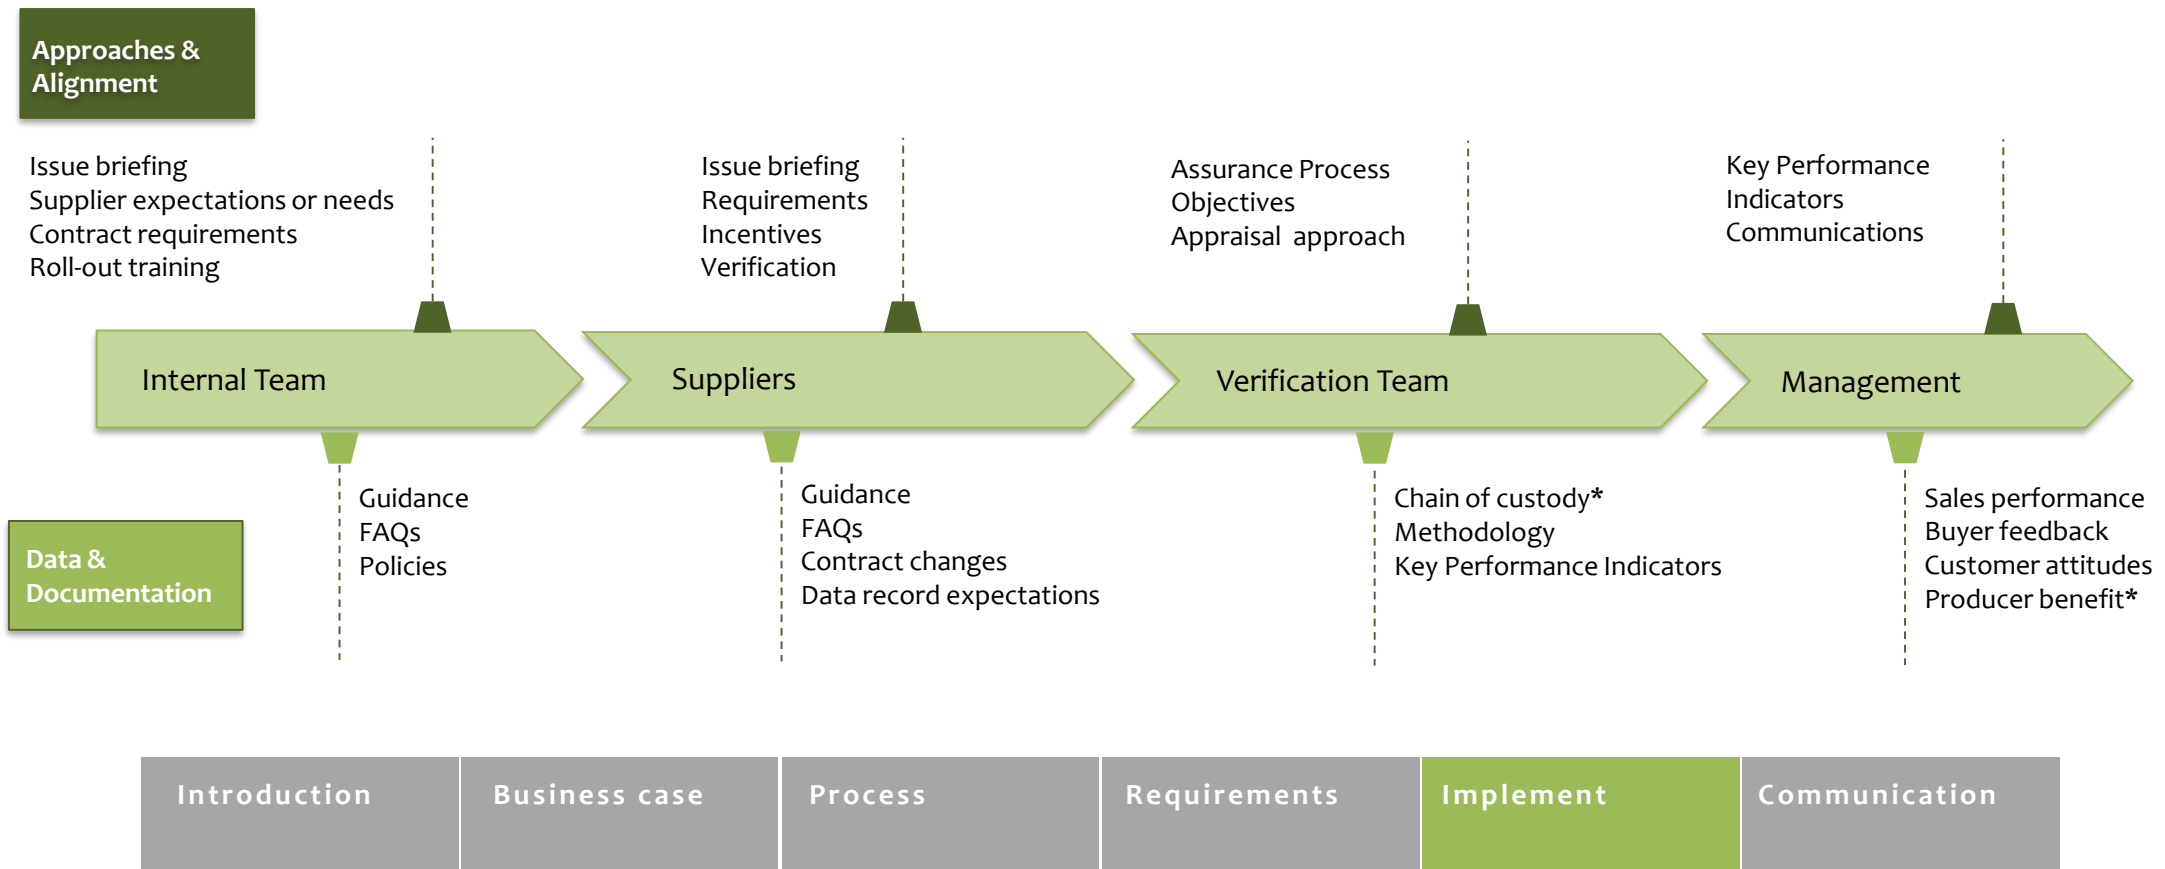 Approaches &
Alignment
Issue briefing
Supplier expectations or needs
Contract requirements
Roll-out training
Issue briefing
Requirements
Incentives
Verification
Assurance Process
Objectives
Appraisal  approach
Key Performance
Indicators
Communications
Internal Team
Suppliers
Verification Team
Management
Data &
Documentation
Guidance
FAQs
Policies
Guidance
FAQs
Contract changes
Data record expectations
Chain of custody*
Methodology
Key Performance Indicators
Sales performance
Buyer feedback
Customer attitudes
Producer benefit*
Introduction
Business case
Process
Requirements
Implement
Communication